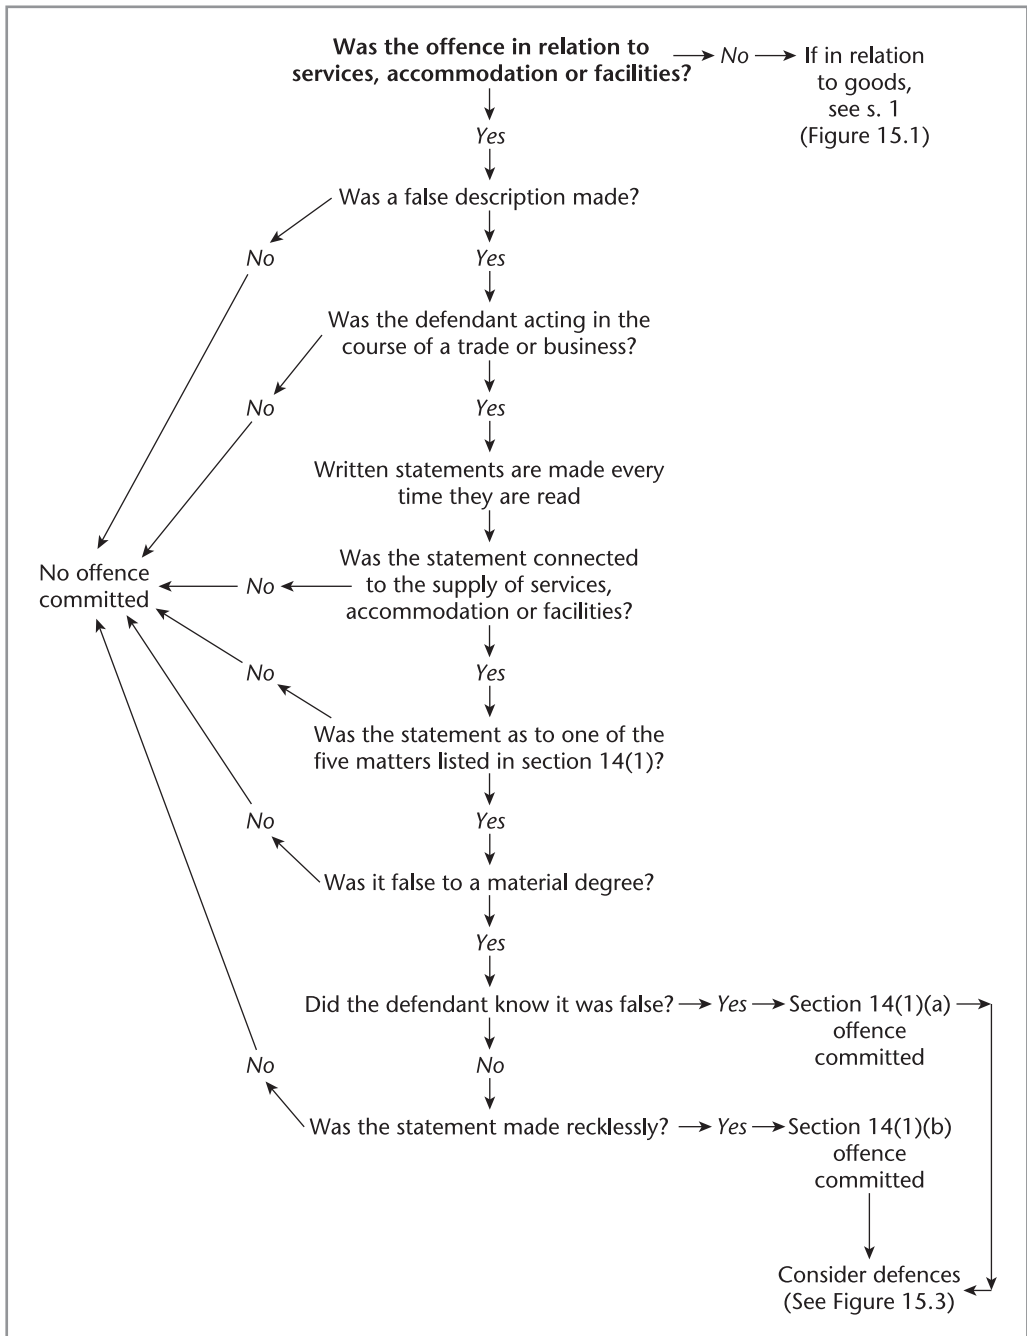 Was the offence in relation to
services, accommodation or facilities?
No
If in relation
to goods,
see s. 1
(Figure 15.1)
Yes
Was a false description made?
No
Yes
Was the defendant acting in the
course of a trade or business?
No
Yes
Written statements are made every
time they are read
Was the statement connected
to the supply of services,
accommodation or facilities?
No
No offence
committed
Yes
No
Was the statement as to one of the
five matters listed in section 14(1)?
Yes
No
Was it false to a material degree?
Yes
Did the defendant know it was false?
Yes
Section 14(1)(a)
offence
committed
No
No
Was the statement made recklessly?
Yes
Section 14(1)(b)
offence
committed
Consider defences
(See Figure 15.3)